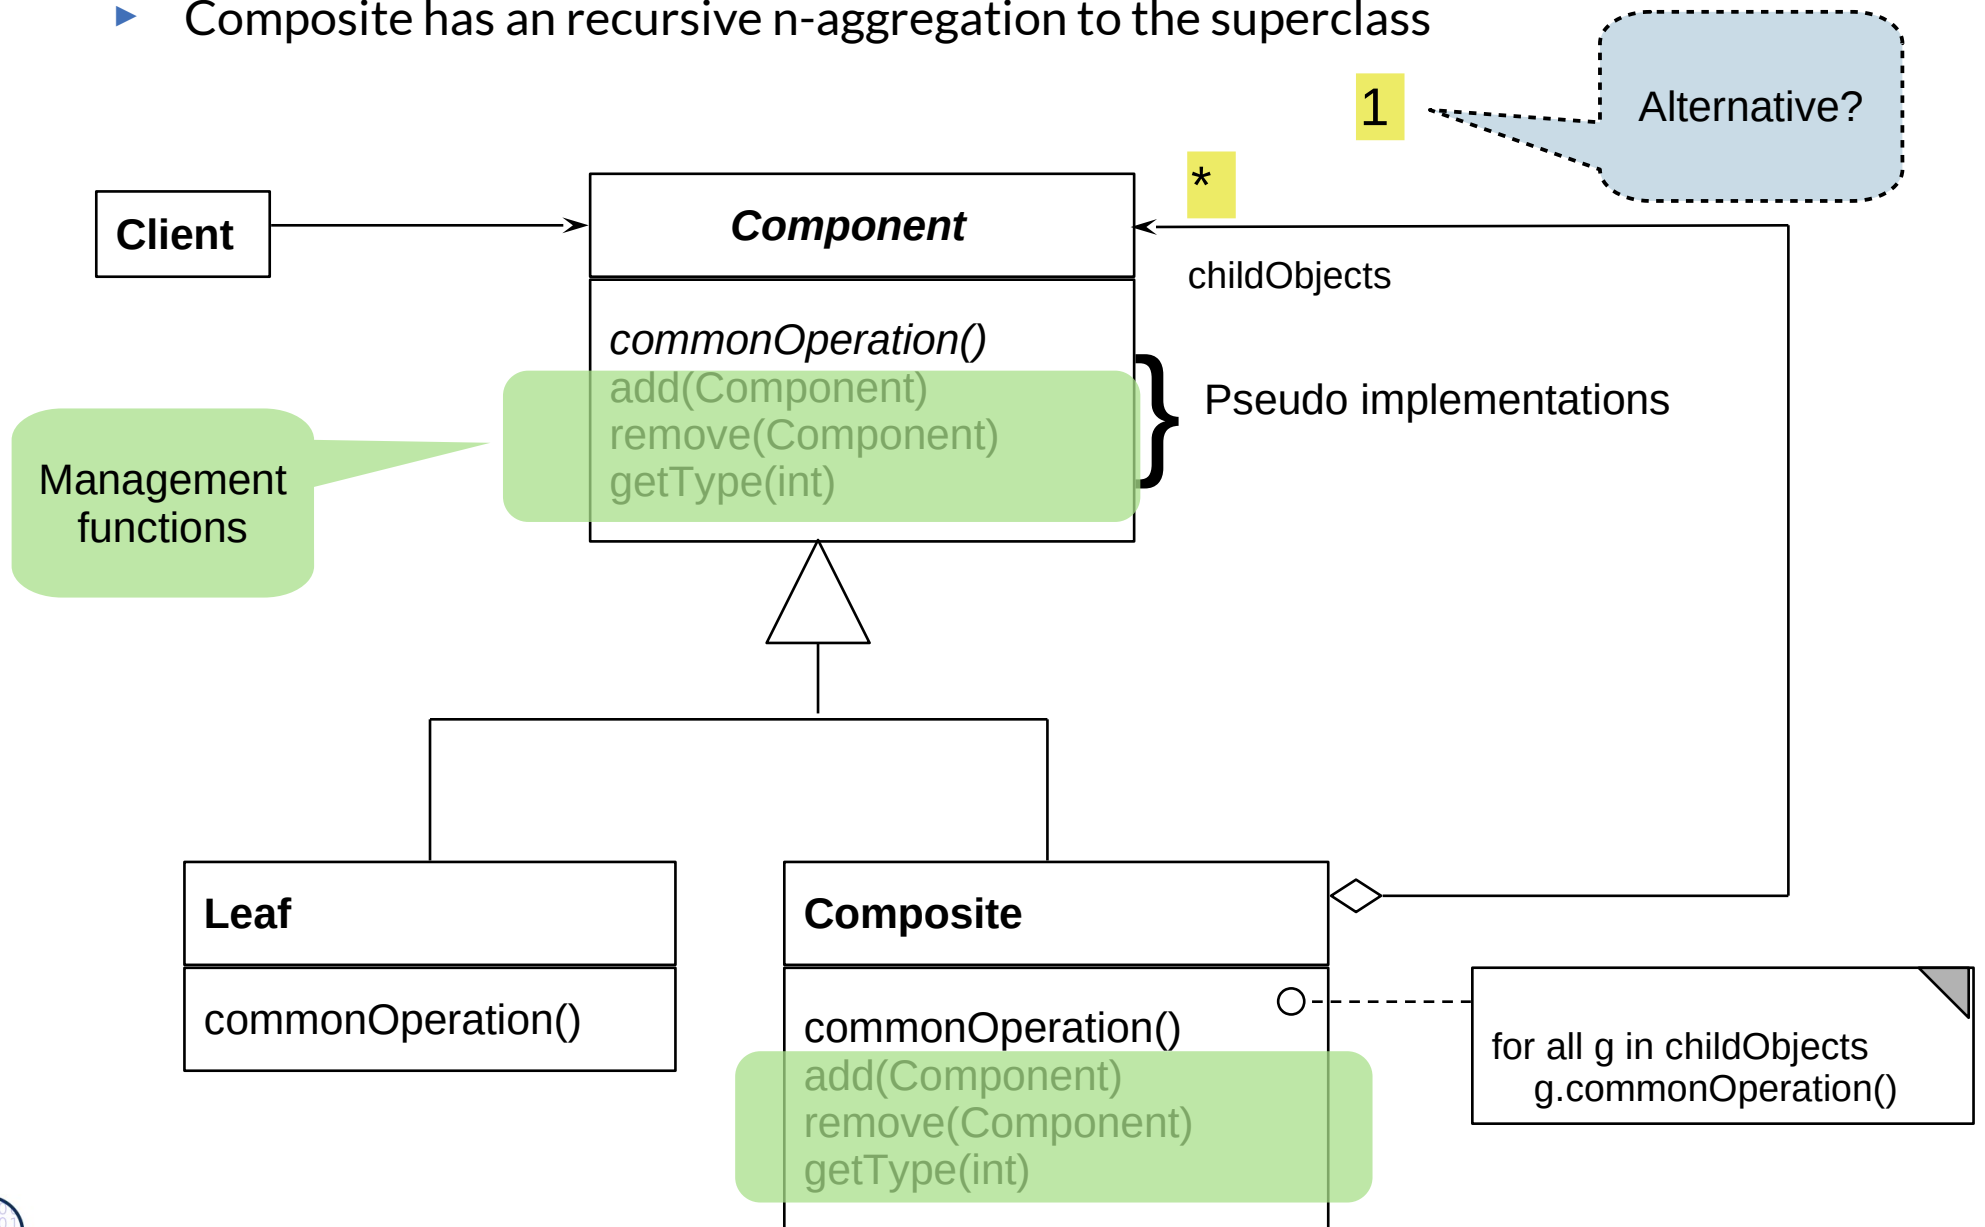 Composite has an recursive n-aggregation to the superclass
1
Alternative?
*
Client
Component
childObjects
commonOperation()
add(Component)
remove(Component)
getType(int)
}
Pseudo implementations
Management
functions
Leaf
commonOperation()
Composite
commonOperation()
add(Component)
remove(Component)
getType(int)
for all g in childObjects
g.commonOperation()